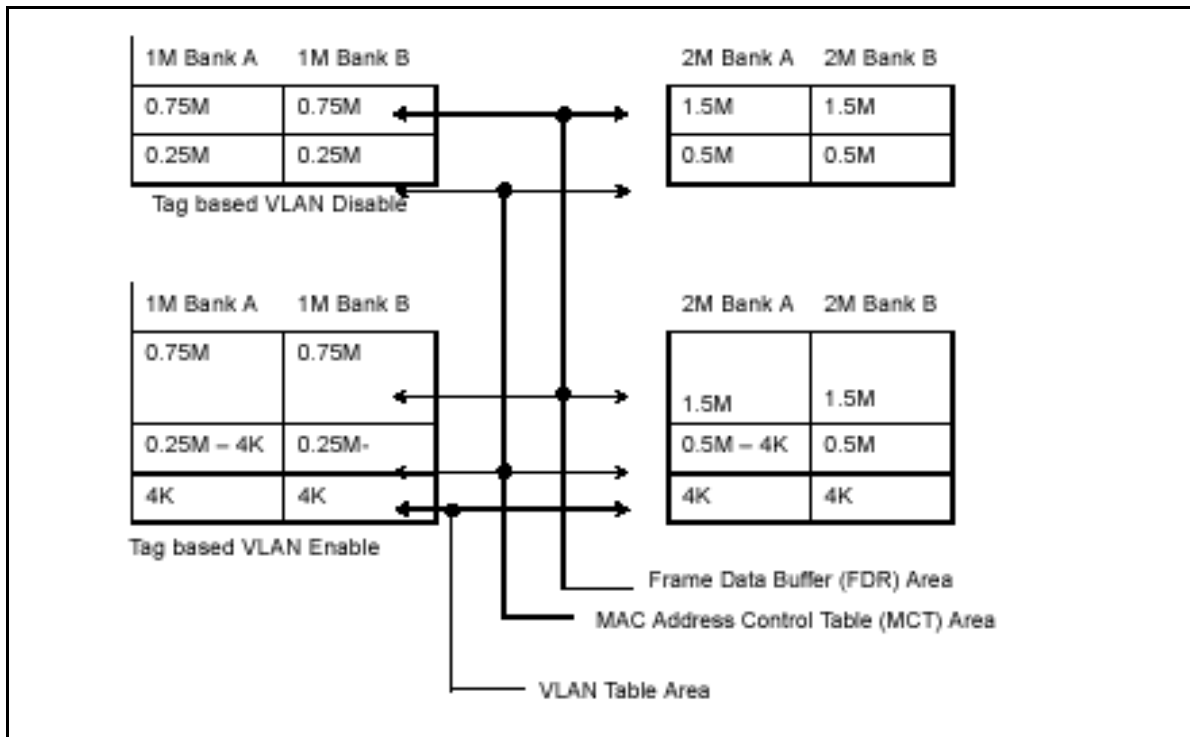 1M Bank A 1M Bank B 2M Bank A 2M Bank B
0.75M 0.75M 1.5M 1.5M
0.25M 0.25M 0.5M 0.5M
Tag based VLAN Disable
1M Bank A 1M Bank B 2M Bank A 2M Bank B
0.75M 0.75M
1.5M 1.5M
0.25M – 4K 0.25M- 0.5M – 4K 0.5M
4K 4K 4K 4K
Tag based VLAN Enable
Frame Data Buffer (FDR) Area
MAC Address Control Table (MCT) Area
VLAN Table Area